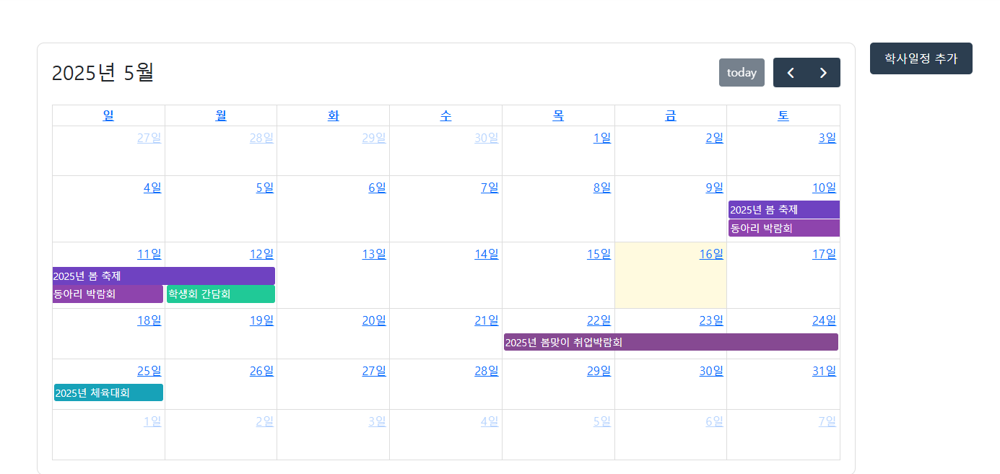 2025년 5월
today
학사일정 추가
일 월 화 수 목 금 토
27일 28일 29일 30일 1일 2일 3일
4일 5일 6일 7일 8일 9일 10일
2025년 봄 축제
동아리 박람회
11일 12일 13일 14일 15일 16일 17일
2025년 봄 축제
동아리 박람회 학생회 간담회
18일 19일 20일 21일 22일 23일 24일
2025년 봄맞이 취업박람회
25일 26일 27일 28일 29일 30일 31일
2025년 체육대회
1일 2일 3일 4일 5일 6일 7일